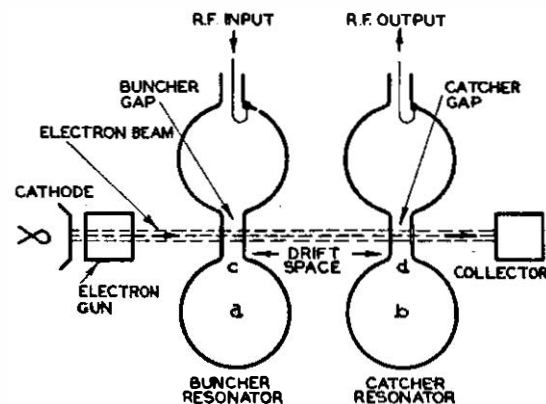 R.F. INPUT
R.F. OUTPUT
BUNCHER
GAP
CATCHER
GAP
ELECTRON BEAM
CATHODE
ELECTRON
GUN
DRIFT
SPACE
c
d
COLLECTOR
a
b
BUNCHER
RESONATOR
CATCHER
RESONATOR